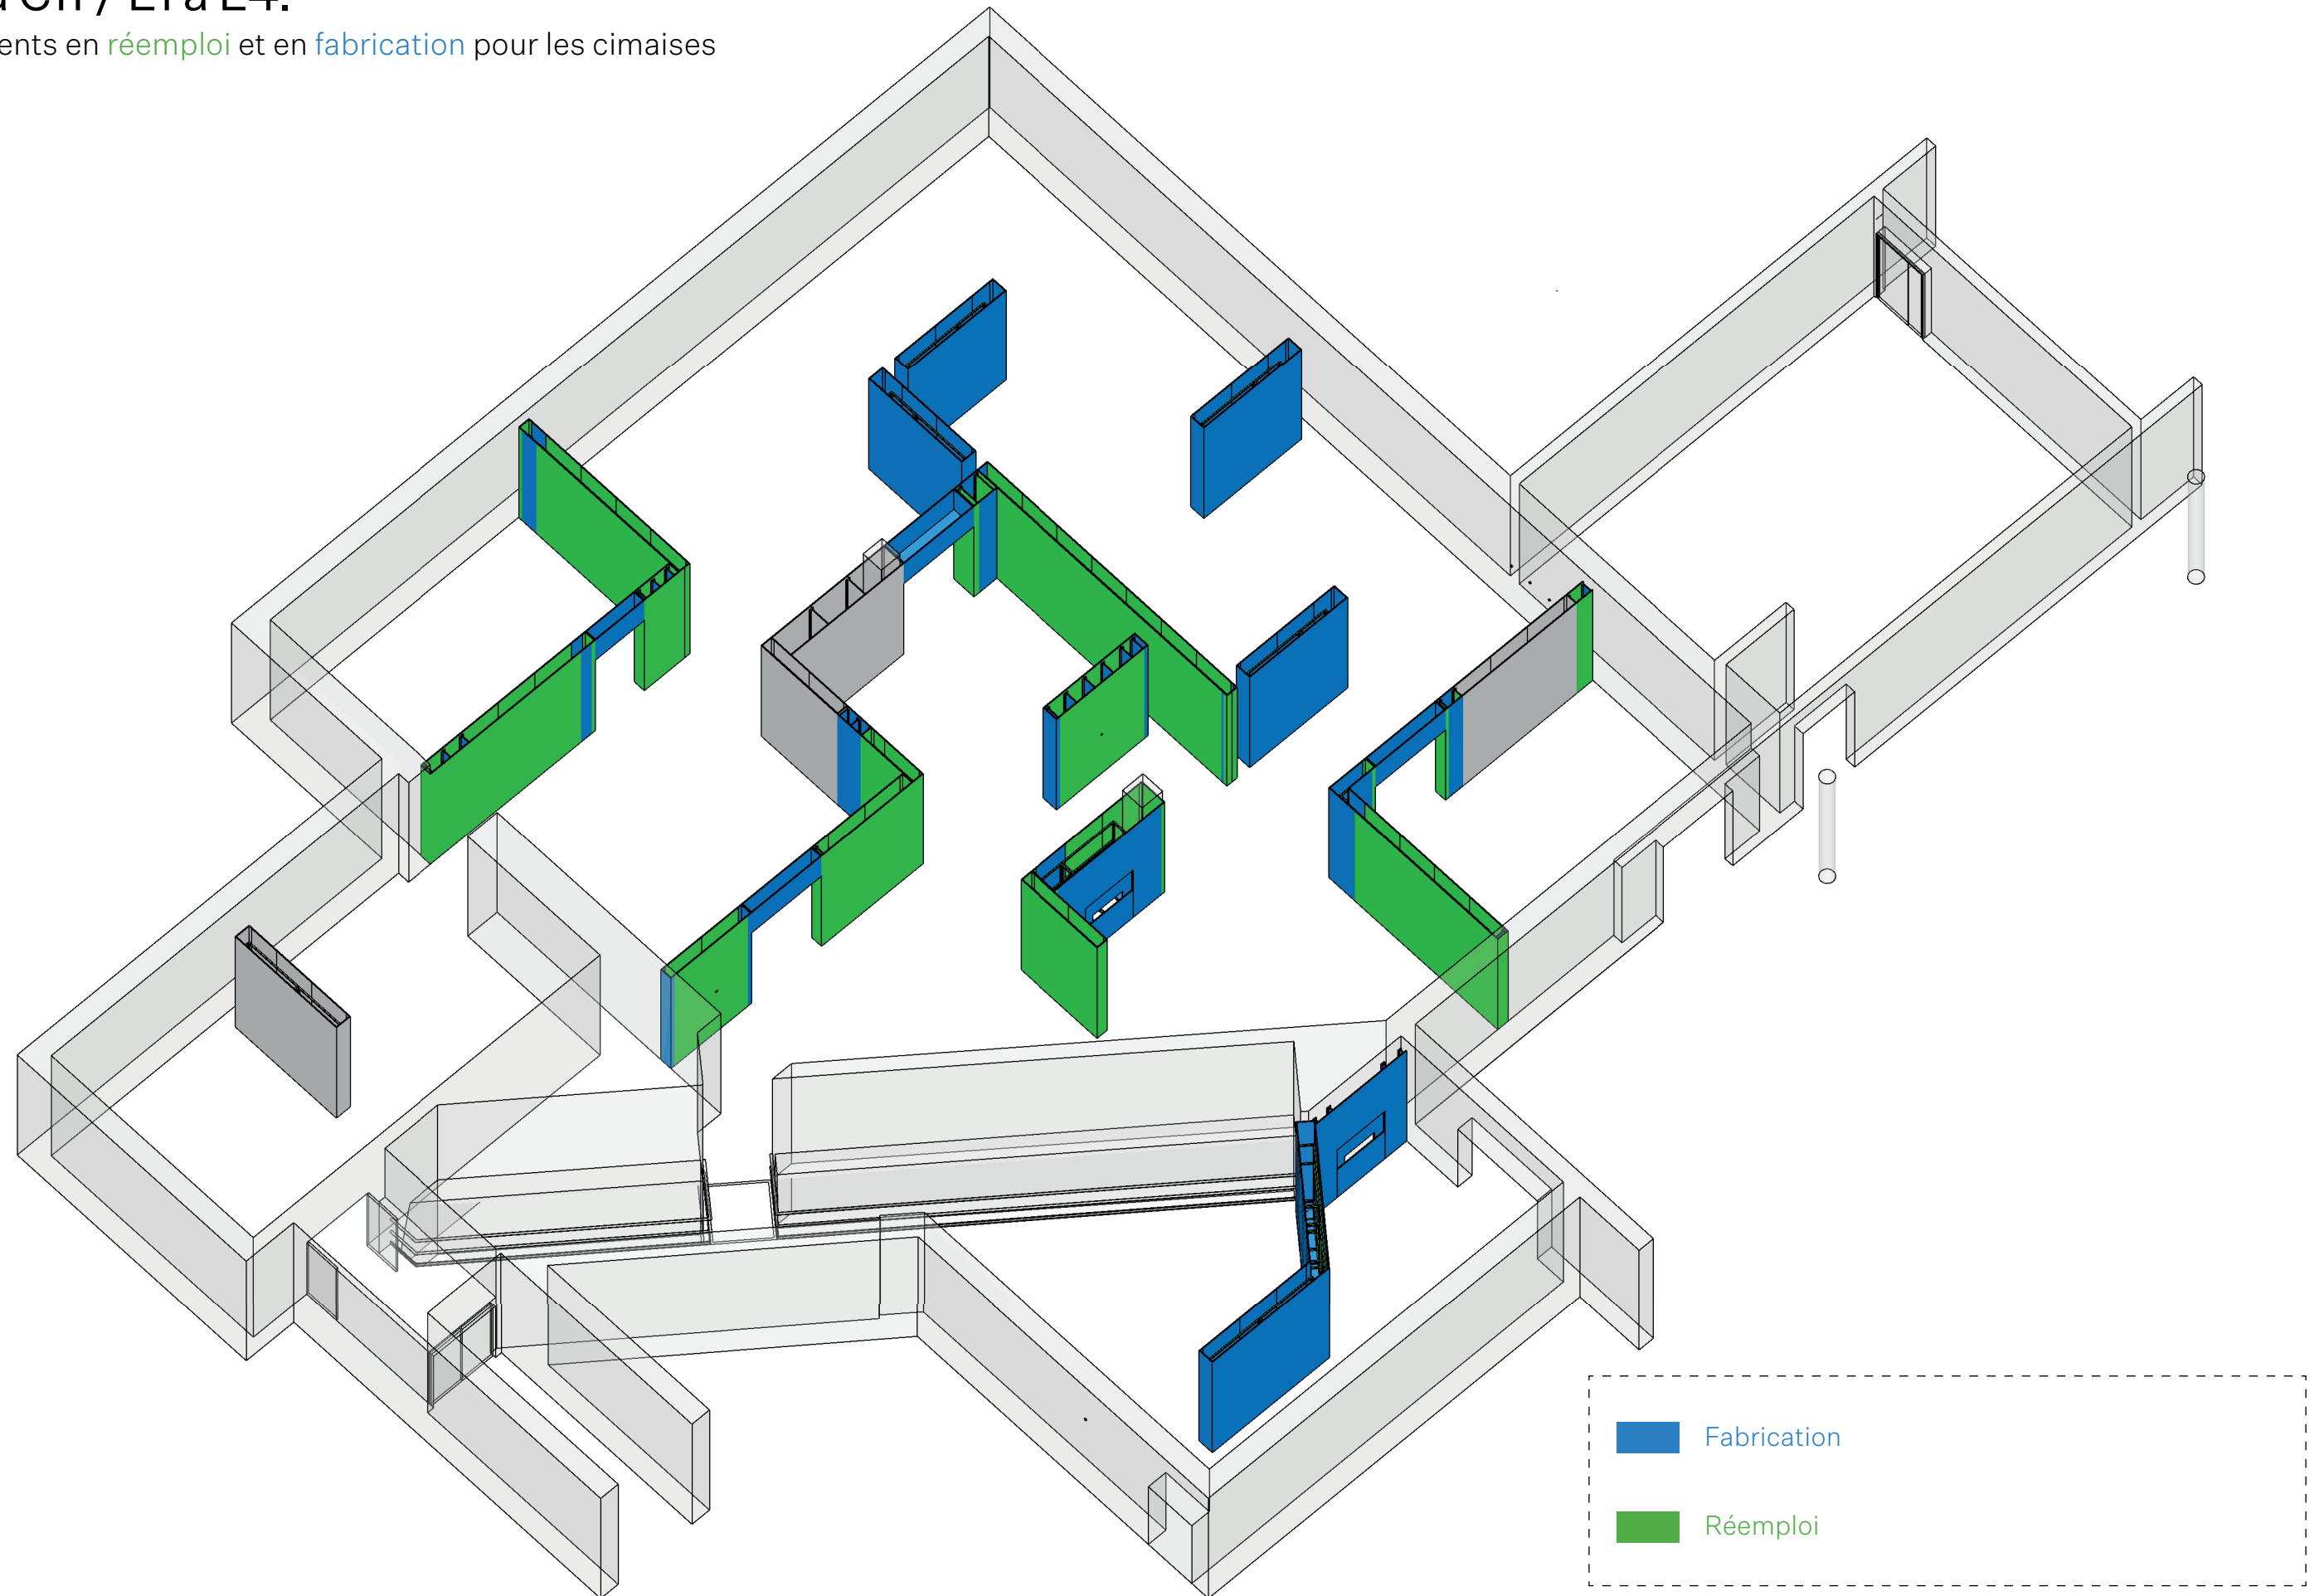 ents en réemploi et en fabrication pour les cimaises
Fabrication
Réemploi